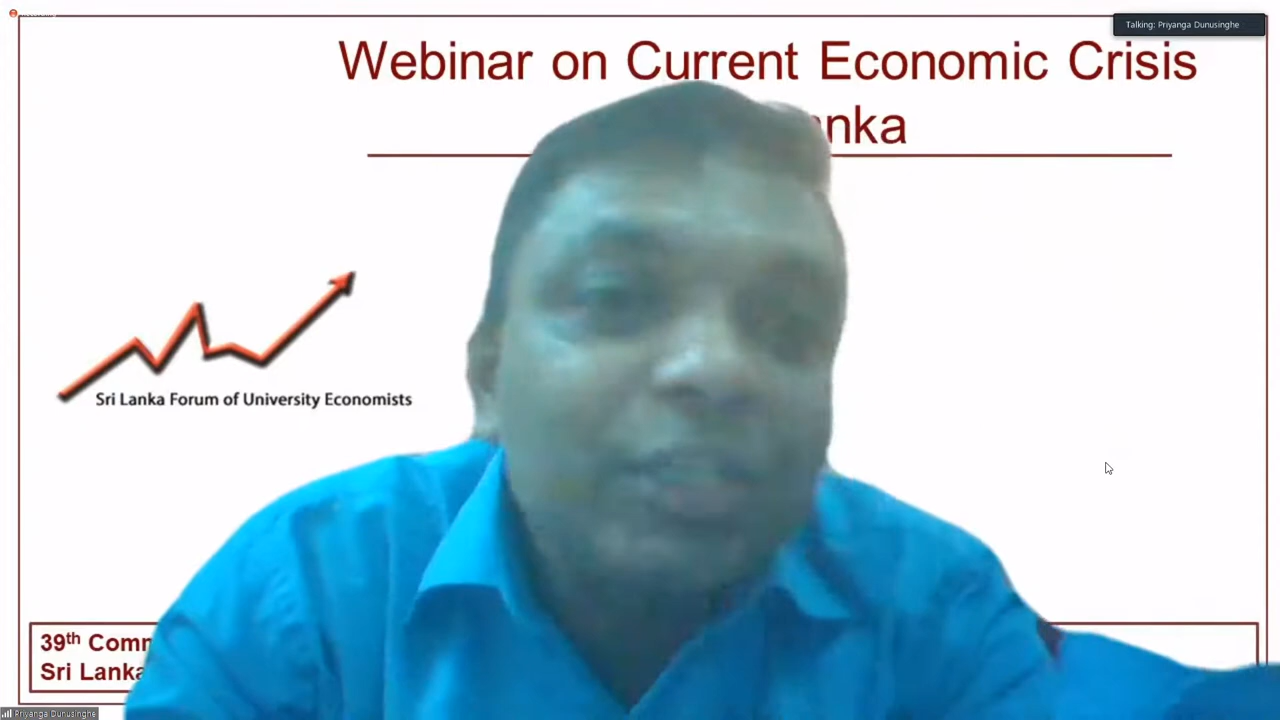 Talking: Priyanga Dunusinghe
Webinar on Current Economic Crisis
nka
Sri Lanka Forum of University Economists
39th Comm
Sri Lanka
Priyanga Dunusinghe